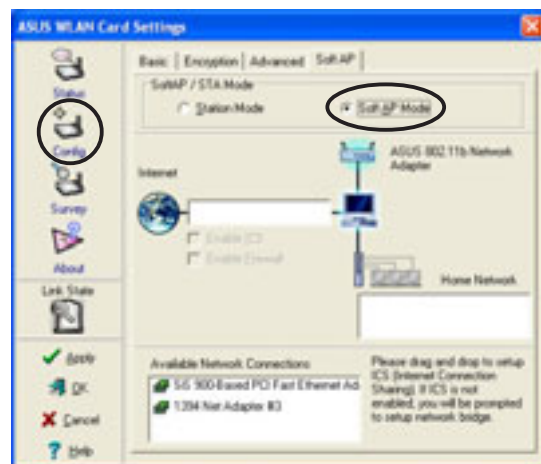 ASUS WLAN Card Settings
Status
Config
Survey
About
Link State
Apply
OK
Cancel
Help
Basic Encryption Advanced Soft AP
SoftAP / STA Mode
Station Mode Soft AP Mode
ASUS 802.11b Network
Adapter
Internet
Enable ICS
Enable Firewall
Home Network
Available Network Connections
SiS 900-Based PCI Fast Ethernet Ad
1394 Net Adapter #3
Please drag and drop to setup
ICS (Internet Connection
Sharing). If ICS is not
enabled, you will be prompted
to setup network bridge.